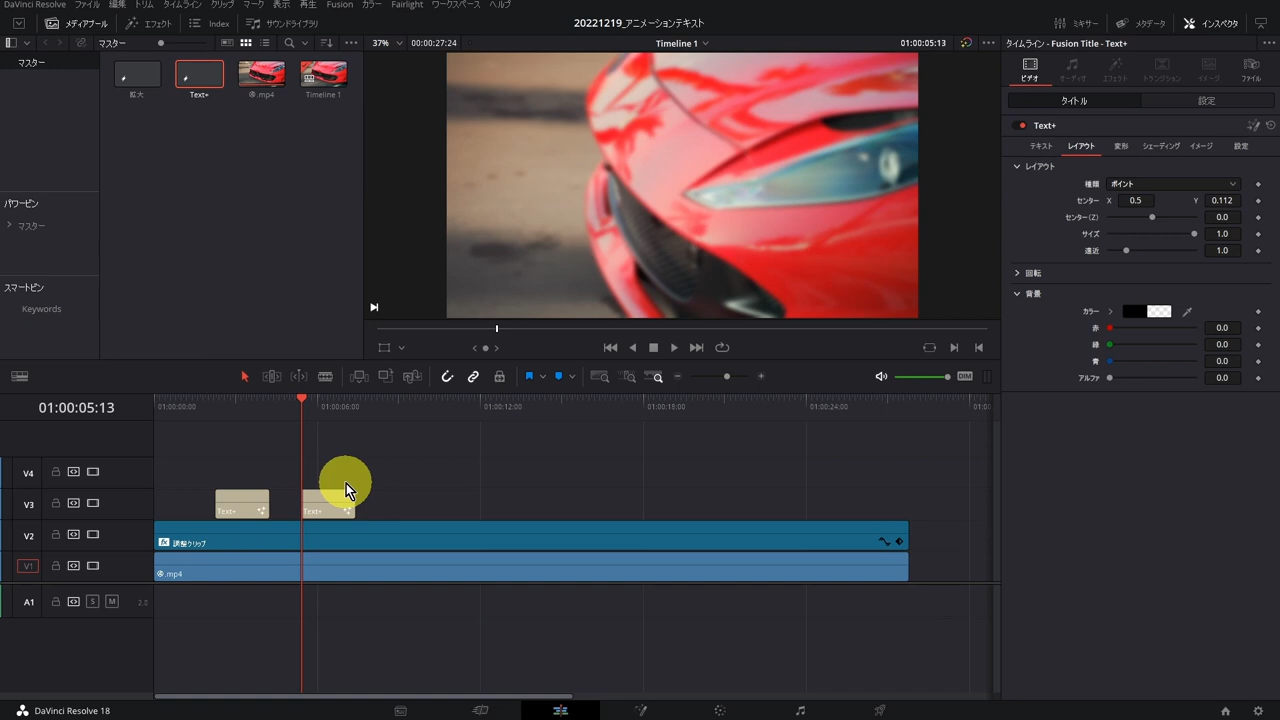 DaVinci Resolve ファイル 編集 トリム タイムライン クリップ マーク 表示 再生 Fusion カラー Fairlight ワークスペース ヘルプ
メディアプール エフェクト Index サウンドライブラリ 20221219_アニメーションテキスト ミキサー メタデータ インスペクタ
マスター 37% 00:00:27:24 Timeline 1 01:00:05:13 タイムライン - Fusion Title - Text+
マスター
ビデオ オーディオ エフェクト トランジション イメージ ファイル
拡大 Text+ ⑥.mp4 Timeline 1
タイトル 設定
Text+
テキスト レイアウト 変形 シェーディング イメージ 設定
レイアウト
種類 ポイント
センター X 0.5 Y 0.112
センター(Z) 0.0
サイズ 1.0
遠近 1.0
回転
背景
カラー
赤 0.0
緑 0.0
青 0.0
アルファ 0.0
パワービン
マスター
スマートビン
Keywords
DIM
01:00:05:13
01:00:00:00 01:00:06:00 01:00:12:00 01:00:18:00 01:00:24:00 01:00
V4
V3 Text+ Text+
V2 fx 調整クリップ
V1 ⑥.mp4
A1 S M 2.0
DaVinci Resolve 18